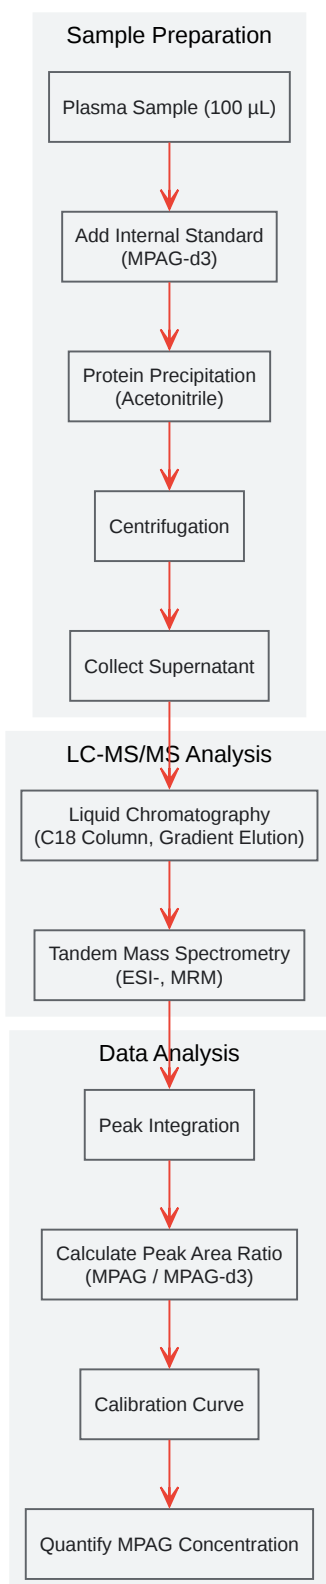 Sample Preparation
Plasma Sample (100 µL)
Add Internal Standard
(MPAG-d3)
Protein Precipitation
(Acetonitrile)
Centrifugation
Collect Supernatant
LC-MS/MS Analysis
Liquid Chromatography
(C18 Column, Gradient Elution)
Tandem Mass Spectrometry
(ESI-, MRM)
Data Analysis
Peak Integration
Calculate Peak Area Ratio
(MPAG / MPAG-d3)
Calibration Curve
Quantify MPAG Concentration